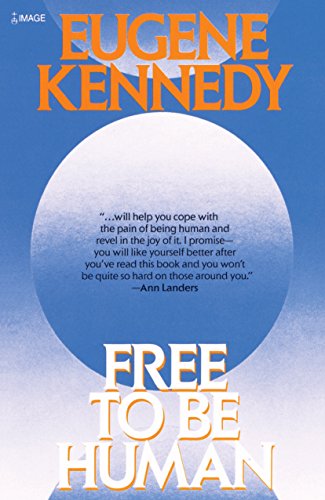 IMAGE
EUGENE
KENNEDY
"...will help you cope with
the pain of being human and
revel in the joy of it. I promise—
you will like yourself better after
you've read this book and you won't
be quite so hard on those around you."
—Ann Landers
FREE
TO BE
HUMAN